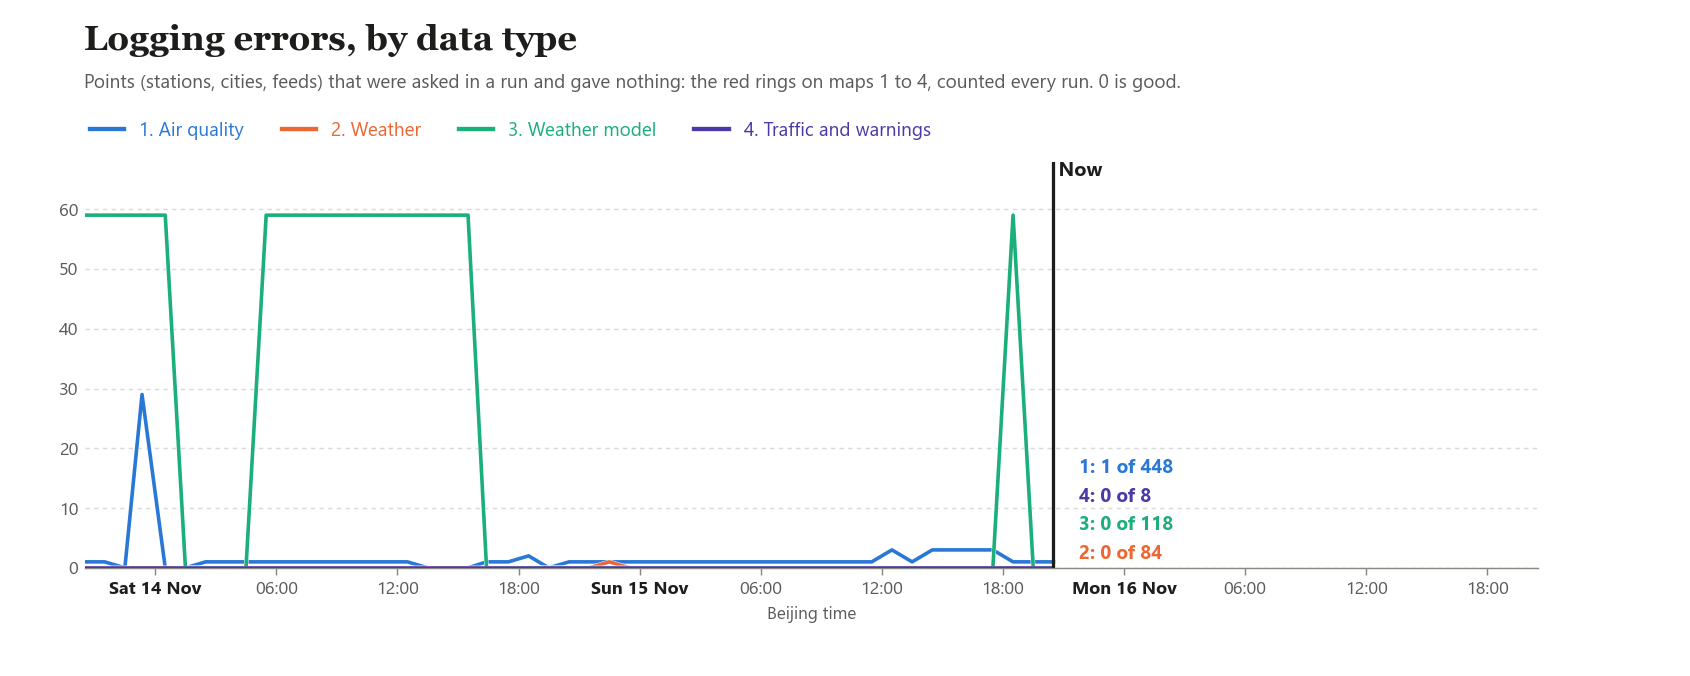 Logging errors, by data type
Points (stations, cities, feeds) that were asked in a run and gave nothing: the red rings on maps 1 to 4, counted every run. 0 is good.
1. Air quality 2. Weather 3. Weather model 4. Traffic and warnings
Now
60
50
40
30
20
1: 1 of 448
4: 0 of 8
10
3: 0 of 118
2: 0 of 84
0
Sat 14 Nov 06:00 12:00 18:00 Sun 15 Nov 06:00 12:00 18:00 Mon 16 Nov 06:00 12:00 18:00
Beijing time